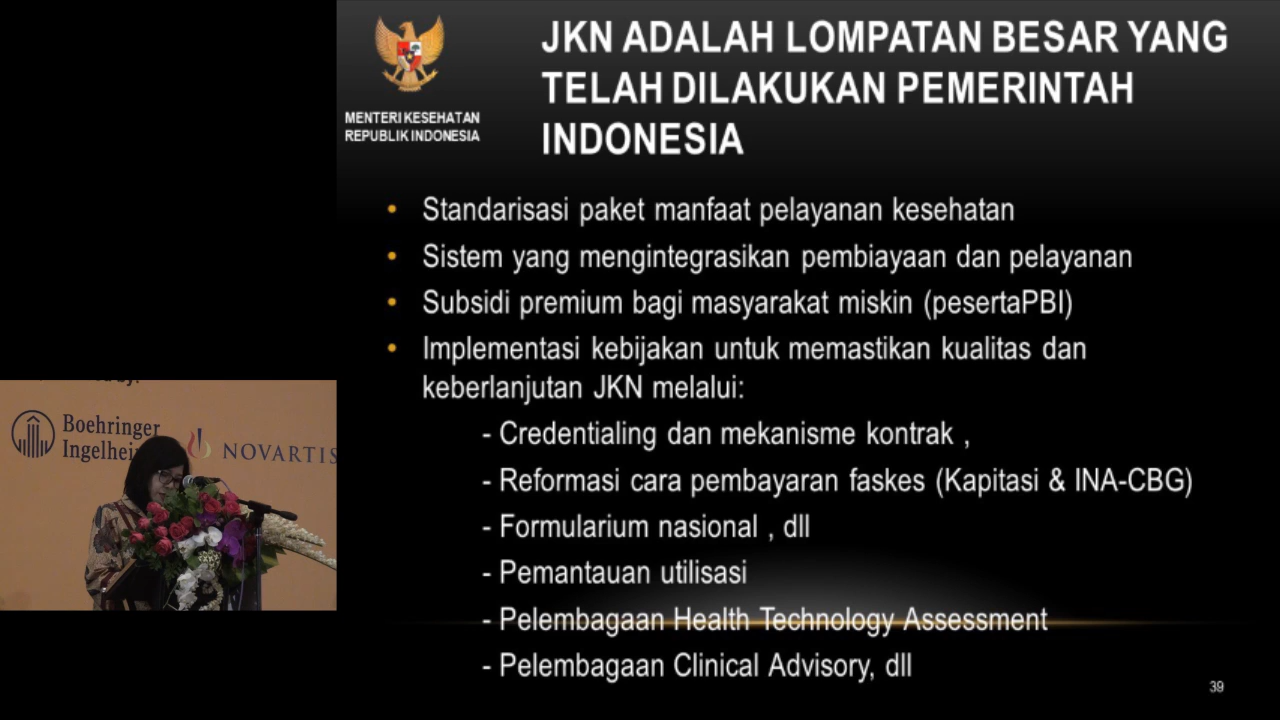 JKN ADALAH LOMPATAN BESAR YANG
TELAH DILAKUKAN PEMERINTAH
INDONESIA
MENTERI KESEHATAN
REPUBLIK INDONESIA
• Standarisasi paket manfaat pelayanan kesehatan
• Sistem yang mengintegrasikan pembiayaan dan pelayanan
• Subsidi premium bagi masyarakat miskin (pesertaPBI)
• Implementasi kebijakan untuk memastikan kualitas dan
keberlanjutan JKN melalui:
- Credentialing dan mekanisme kontrak ,
- Reformasi cara pembayaran faskes (Kapitasi & INA-CBG)
- Formularium nasional , dll
- Pemantauan utilisasi
- Pelembagaan Health Technology Assessment
- Pelembagaan Clinical Advisory, dll
39
Boehringer
Ingelhei
NOVARTIS